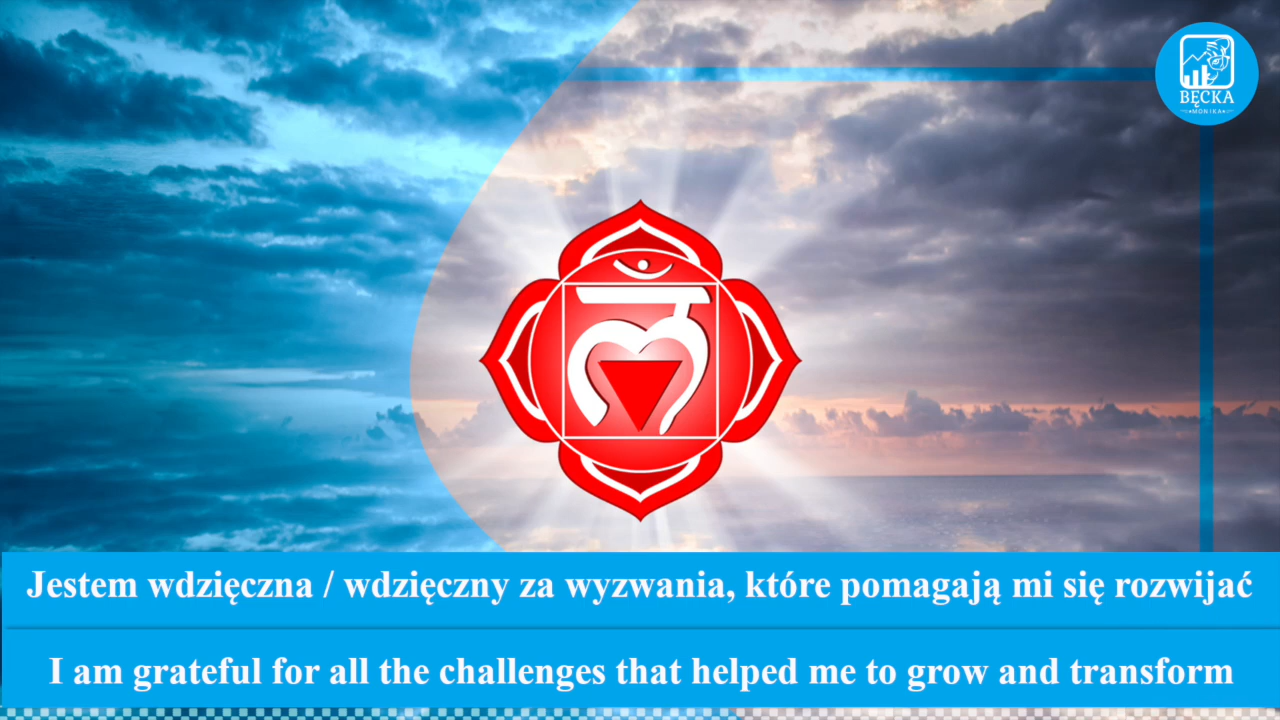 BĘCKA
MONIKA
लं
Jestem wdzięczna / wdzięczny za wyzwania, które pomagają mi się rozwijać
I am grateful for all the challenges that helped me to grow and transform